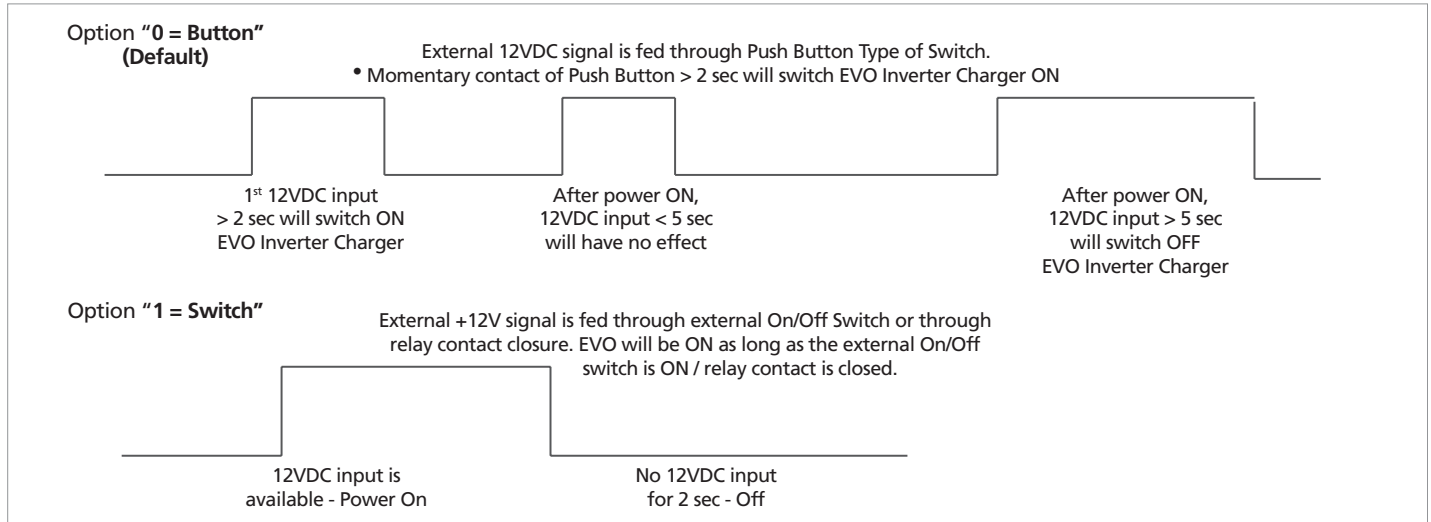 Option "0 = Button"
(Default)
External 12VDC signal is fed through Push Button Type of Switch.
• Momentary contact of Push Button > 2 sec will switch EVO Inverter Charger ON
1st 12VDC input
> 2 sec will switch ON
EVO Inverter Charger
After power ON,
12VDC input < 5 sec
will have no effect
After power ON,
12VDC input > 5 sec
will switch OFF
EVO Inverter Charger
Option "1 = Switch"
External +12V signal is fed through external On/Off Switch or through
relay contact closure. EVO will be ON as long as the external On/Off
switch is ON / relay contact is closed.
12VDC input is
available - Power On
No 12VDC input
for 2 sec - Off